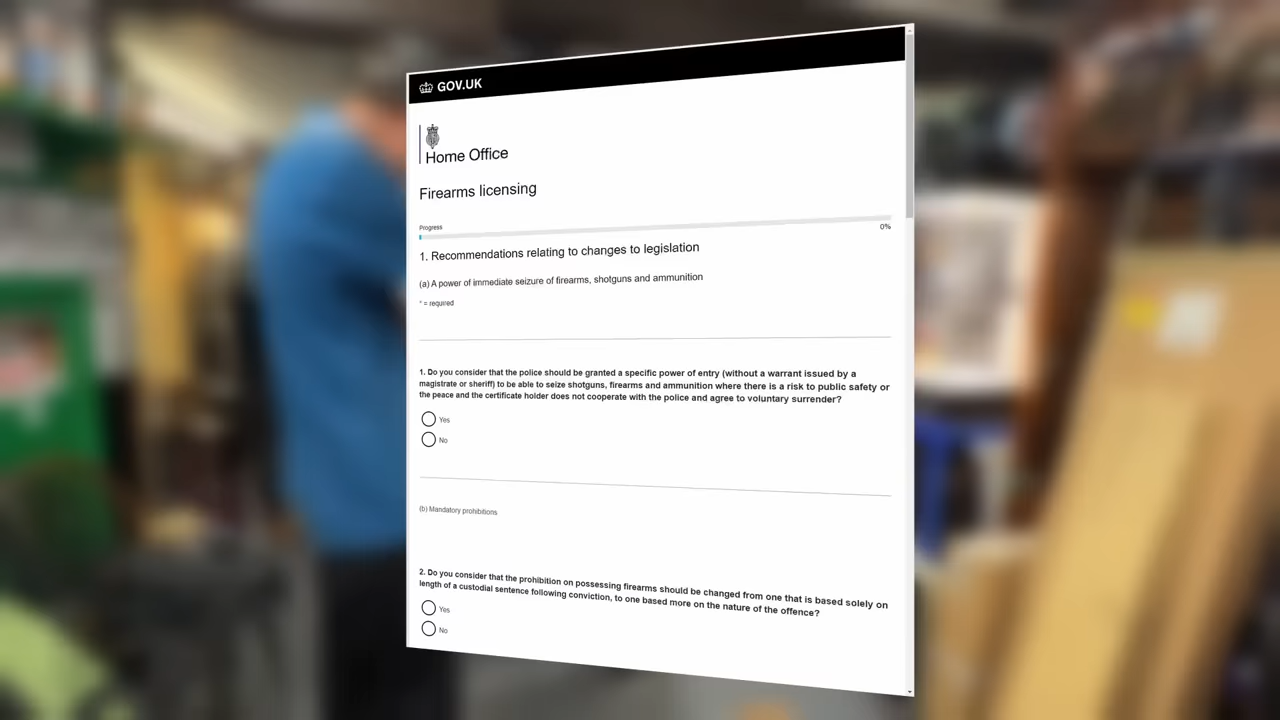 GOV.UK
Home Office
Firearms licensing
Progress
0%
1. Recommendations relating to changes to legislation
(a) A power of immediate seizure of firearms, shotguns and ammunition
* = required
1. Do you consider that the police should be granted a specific power of entry (without a warrant issued by a
magistrate or sheriff) to be able to seize shotguns, firearms and ammunition where there is a risk to public safety or
the peace and the certificate holder does not cooperate with the police and agree to voluntary surrender?
Yes
No
(b) Mandatory prohibitions
2. Do you consider that the prohibition on possessing firearms should be changed from one that is based solely on
length of a custodial sentence following conviction, to one based more on the nature of the offence?
Yes
No